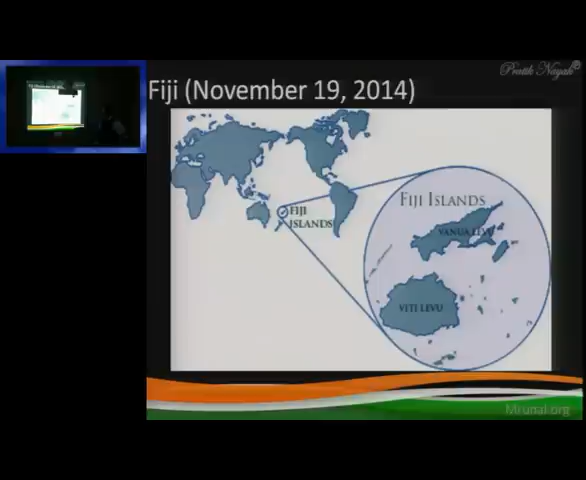 Pratik Nayak©
Fiji (November 19, 2014)
FIJI
ISLANDS
FIJI ISLANDS
VANUA LEVU
VITI LEVU
Mrunal.org